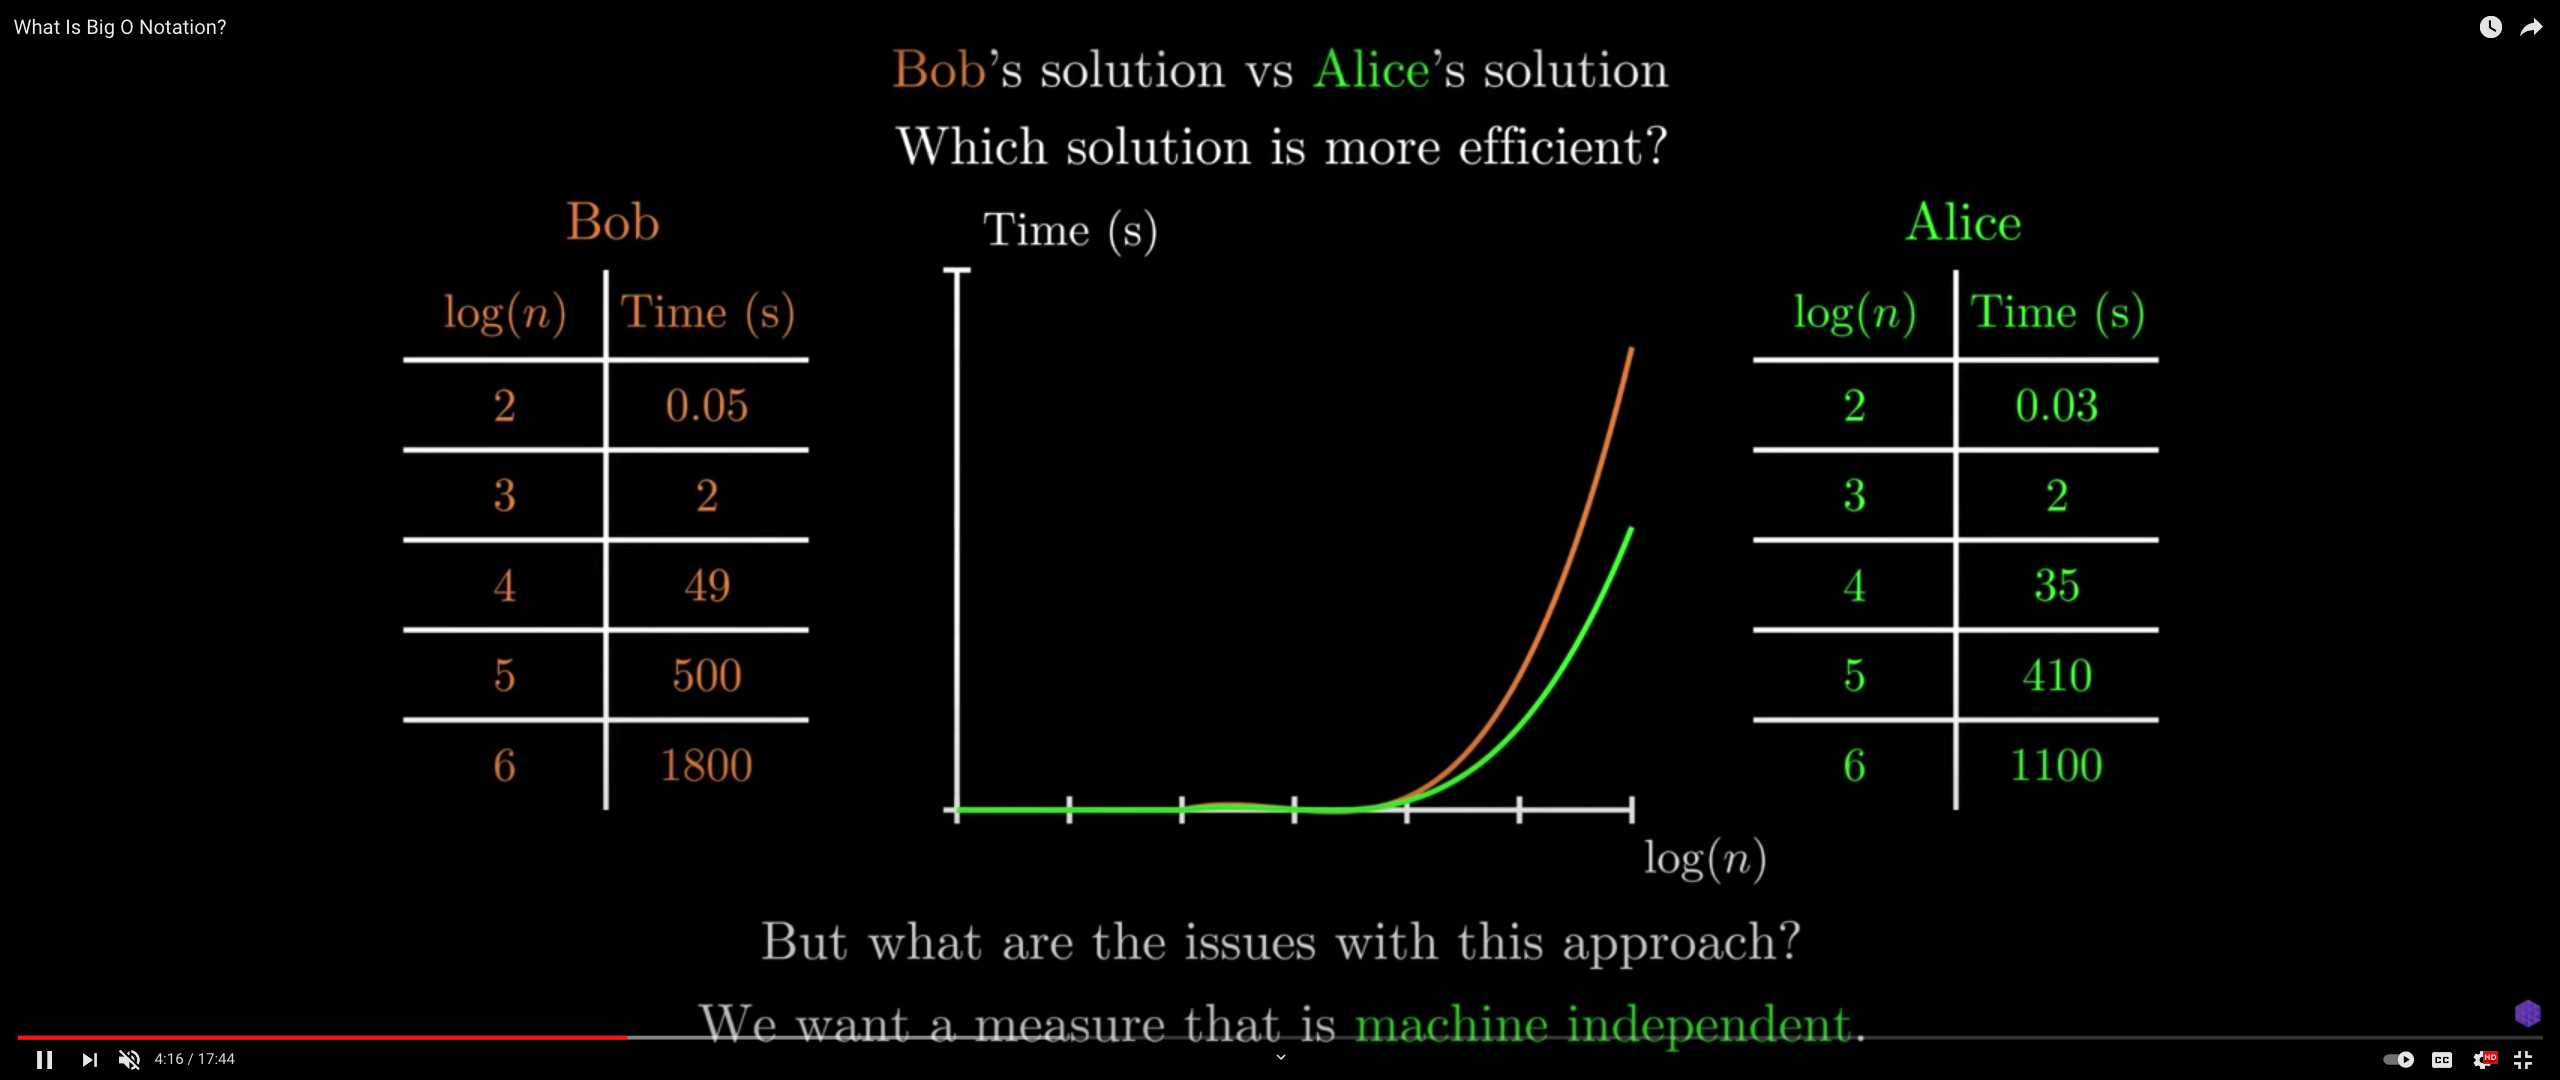 What Is Big O Notation?
Bob's solution vs Alice's solution
Which solution is more efficient?
Bob
log(n) Time (s)
2 0.05
3 2
4 49
5 500
6 1800
Time (s)
log(n)
Alice
log(n) Time (s)
2 0.03
3 2
4 35
5 410
6 1100
But what are the issues with this approach?
We want a measure that is machine independent.
4:16 / 17:44
CC
HD